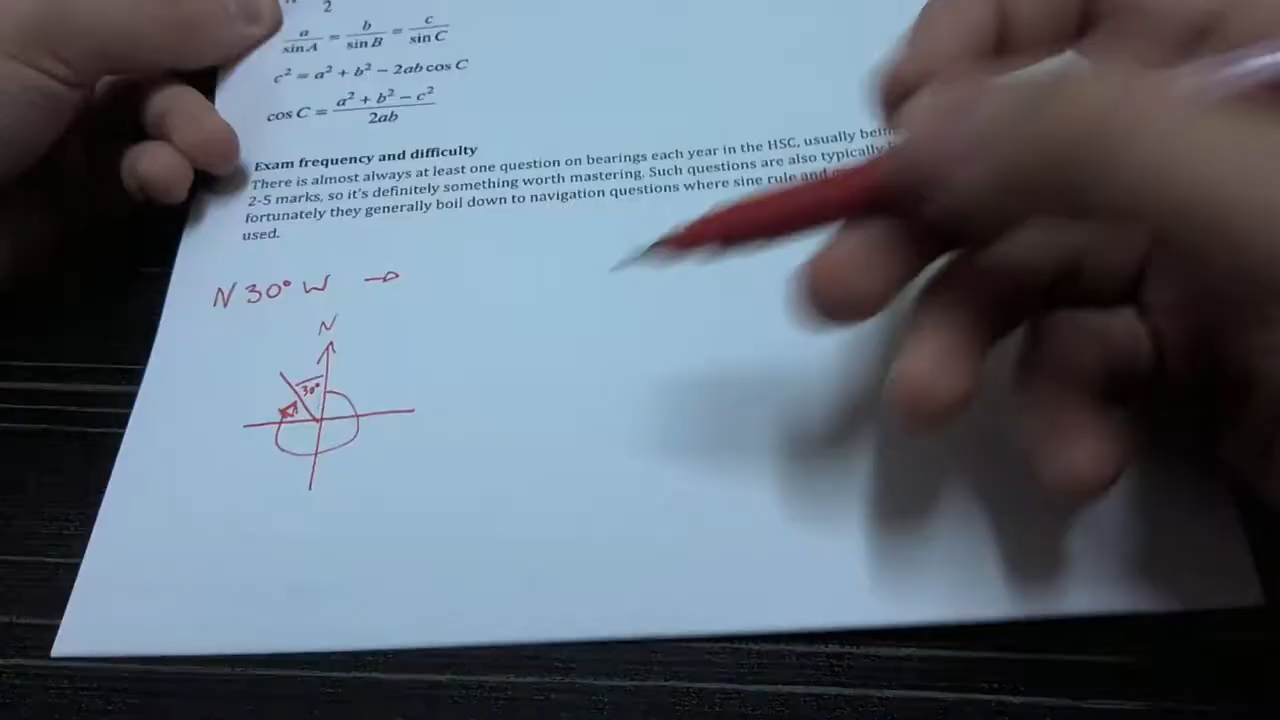 2
a/sin A = b/sin B = c/sin C
c² = a² + b² − 2ab cos C
cos C = (a² + b² − c²)/2ab
Exam frequency and difficulty
There is almost always at least one question on bearings each year in the HSC, usually
2-5 marks, so it's definitely something worth mastering. Such questions are also typically
fortunately they generally boil down to navigation questions where sine rule and
used.
N 30° W →
N
30°